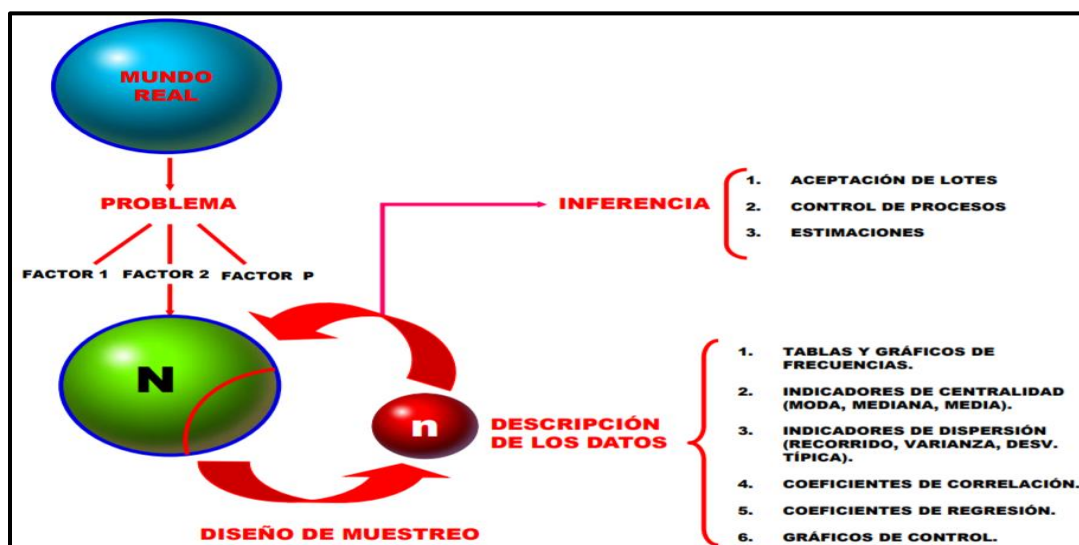 MUNDO
REAL
PROBLEMA
FACTOR 1 FACTOR 2 FACTOR P
N
n
DISEÑO DE MUESTREO
INFERENCIA
1. ACEPTACIÓN DE LOTES
2. CONTROL DE PROCESOS
3. ESTIMACIONES
DESCRIPCIÓN
DE LOS DATOS
1. TABLAS Y GRÁFICOS DE
FRECUENCIAS.
2. INDICADORES DE CENTRALIDAD
(MODA, MEDIANA, MEDIA).
3. INDICADORES DE DISPERSIÓN
(RECORRIDO, VARIANZA, DESV.
TÍPICA).
4. COEFICIENTES DE CORRELACIÓN.
5. COEFICIENTES DE REGRESIÓN.
6. GRÁFICOS DE CONTROL.